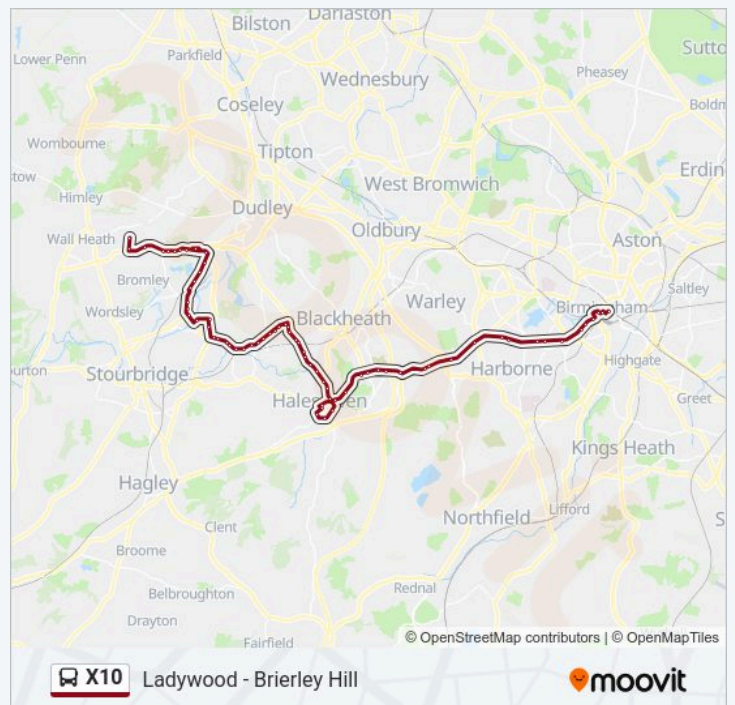 Darlaston
Bilston
Sutto
Lower Penn
Parkfield
Pheasey
Wednesbury
Coseley
Boldm
Wombourne
Tipton
Erdin
stow
West Bromwich
Himley
Dudley
Oldbury
Wall Heath
Aston
Bromley
Saltley
Warley
Birmingham
Wordsley
Blackheath
Highgate
Harborne
ourton
Stourbridge
Greet
Halesowen
Kings Heath
Hagley
Lifford
Northfield
S
Clent
Broome
Rednal
Belbroughton
Drayton
Fairfield
© OpenStreetMap contributors | © OpenMapTiles
X10 Ladywood - Brierley Hill
moovit